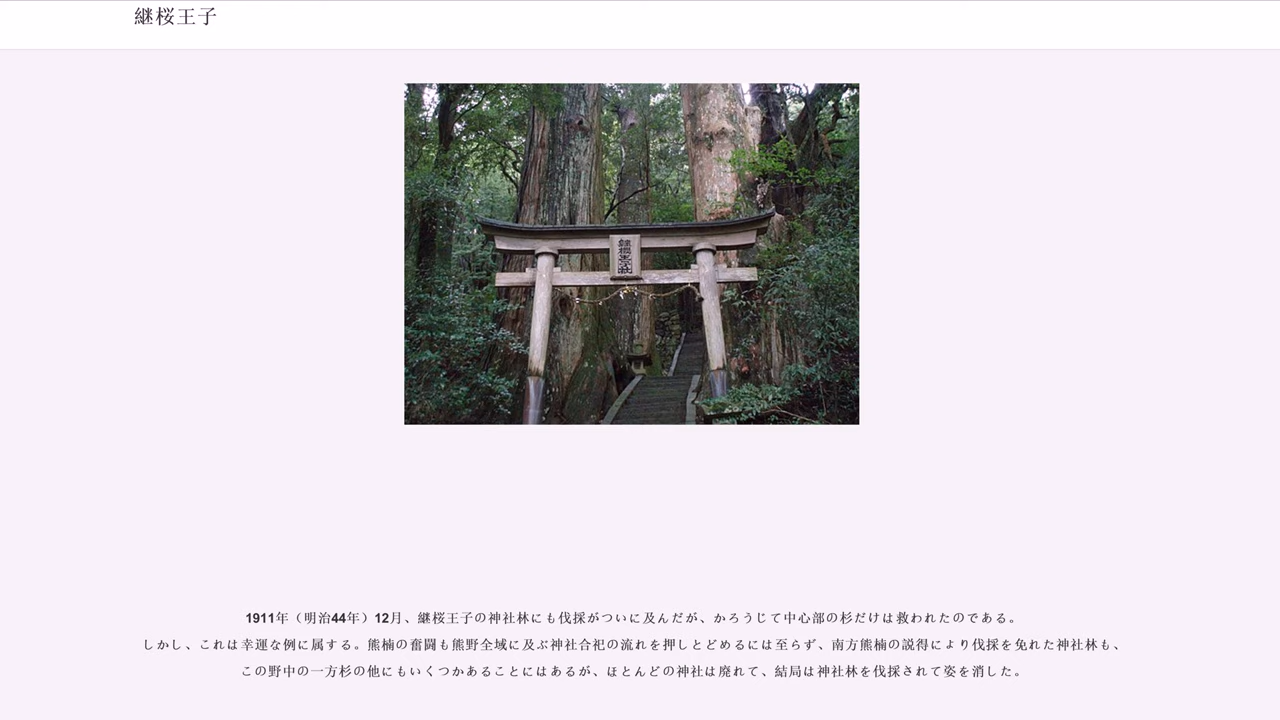 継桜王子
継桜王子社
1911年（明治44年）12月、継桜王子の神社林にも伐採がついに及んだが、かろうじて中心部の杉だけは救われたのである。
しかし、これは幸運な例に属する。熊楠の奮闘も熊野全域に及ぶ神社合祀の流れを押しとどめるには至らず、南方熊楠の説得により伐採を免れた神社林も、
この野中の一方杉の他にもいくつかあることにはあるが、ほとんどの神社は廃れて、結局は神社林を伐採されて姿を消した。